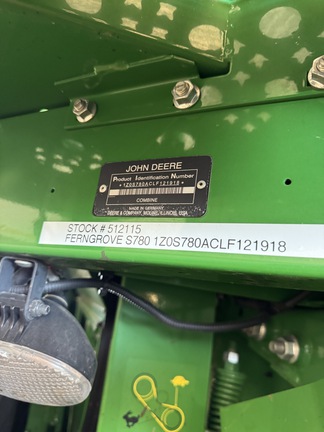 JOHN DEERE
Product Identification Number
*1Z0S780ACLF121918*
COMBINE
MADE IN GERMANY
DEERE & COMPANY, MOLINE, ILLINOIS, USA
STOCK # 512115
FERNGROVE S780 1Z0S780ACLF121918